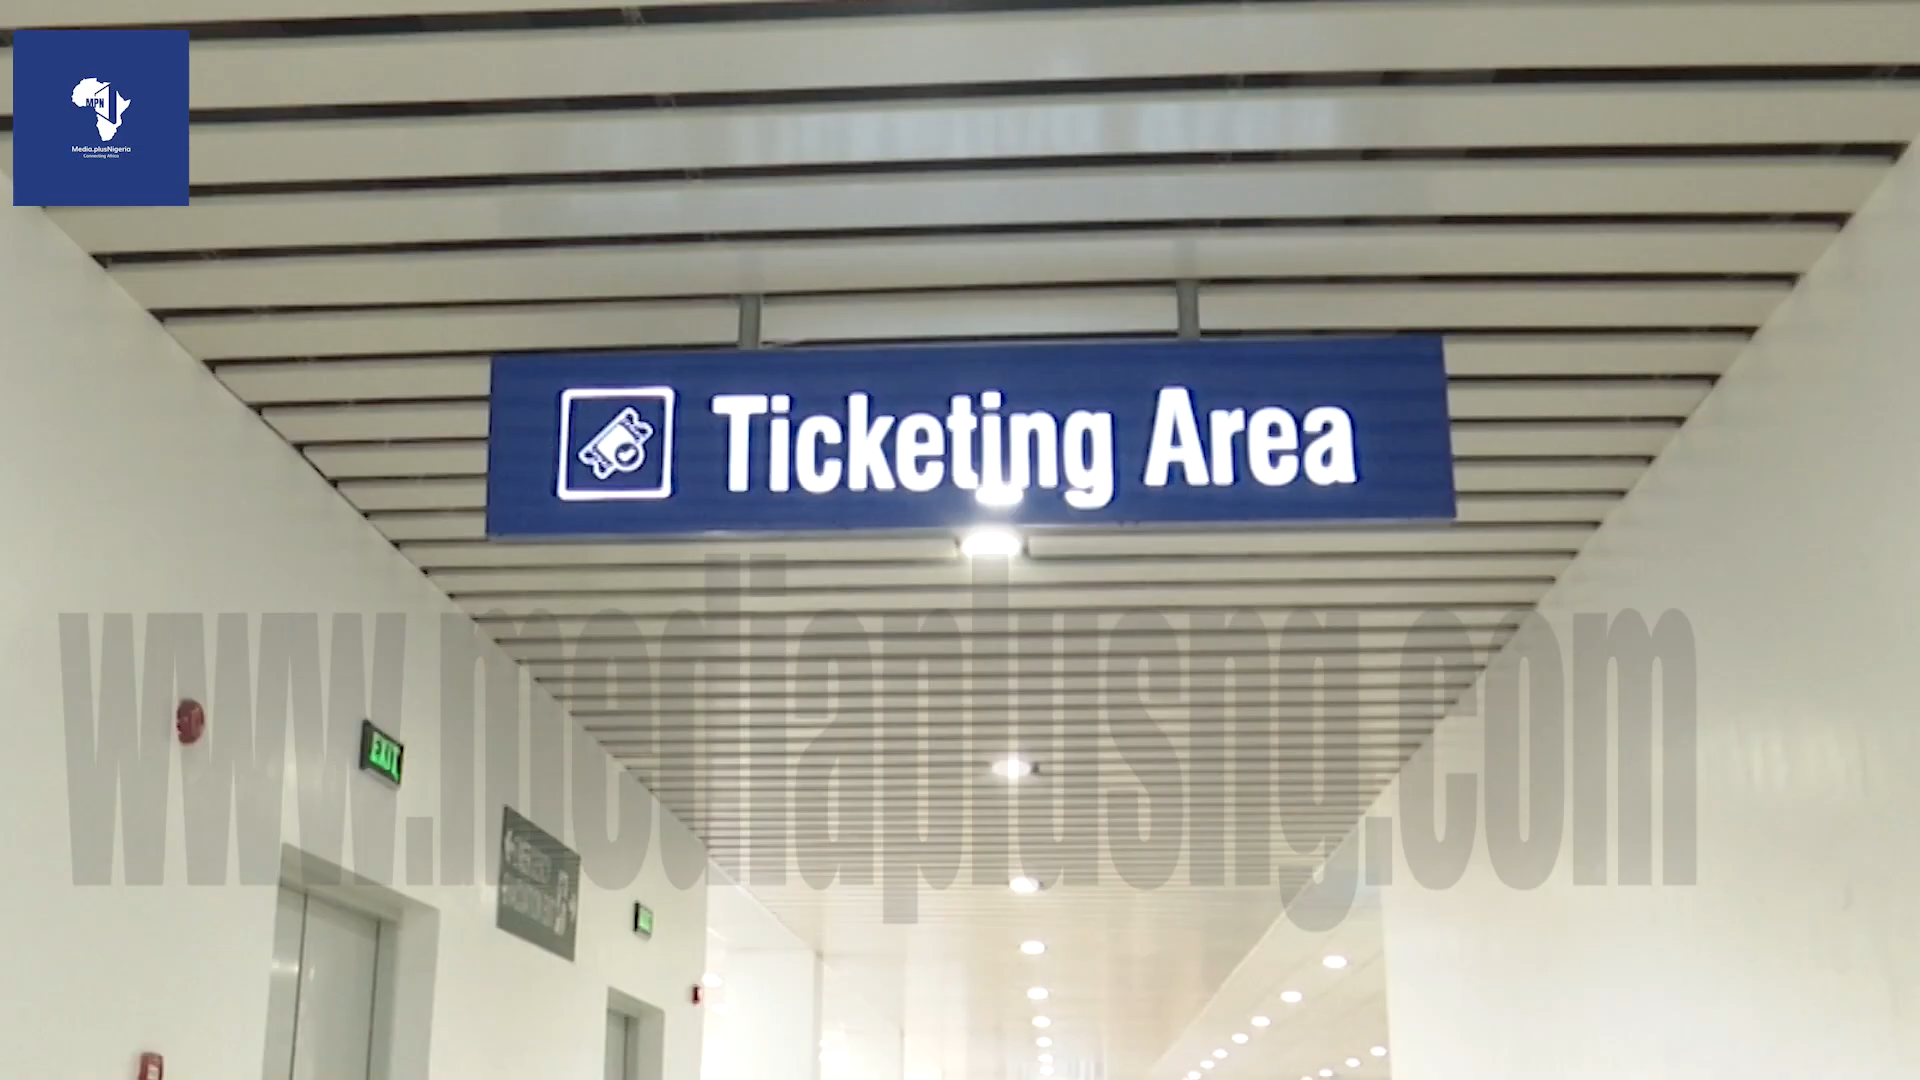 MPN
Media.plusNigeria
Connecting Africa
Ticketing Area
www.mediaplusng.com
EXIT